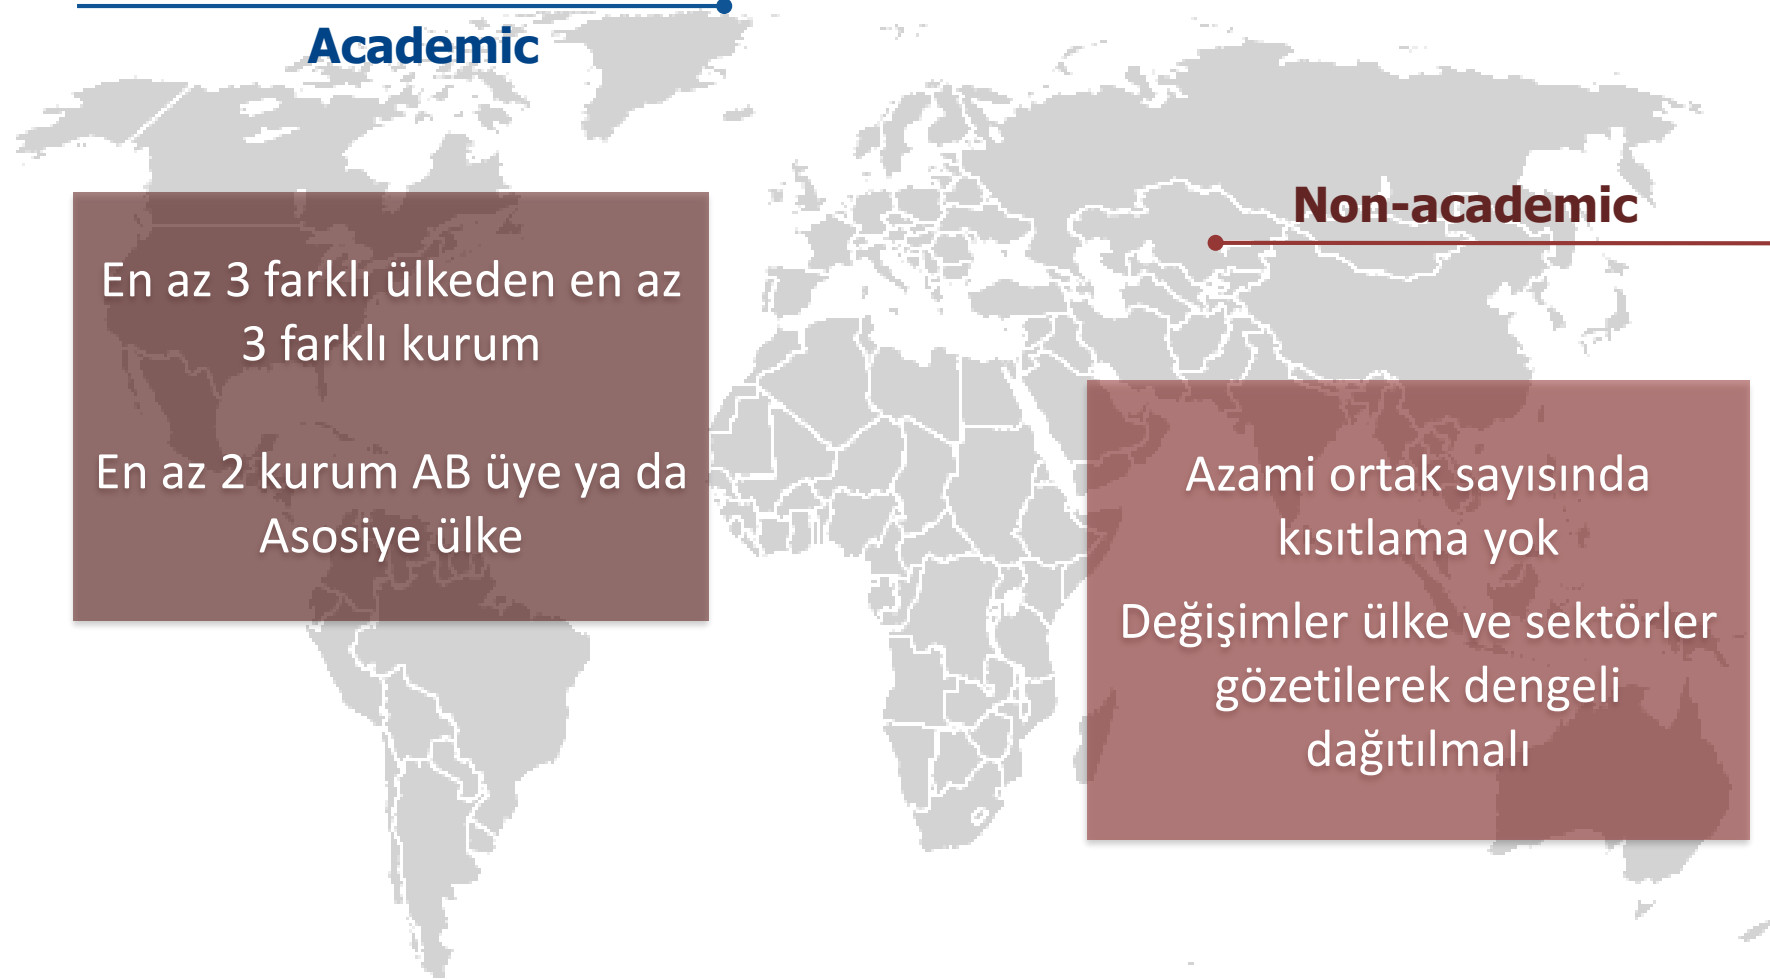 Academic
En az 3 farklı ülkeden en az
3 farklı kurum
En az 2 kurum AB üye ya da
Asosiye ülke
Non-academic
Azami ortak sayısında
kısıtlama yok
Değişimler ülke ve sektörler
gözetilerek dengeli
dağıtılmalı